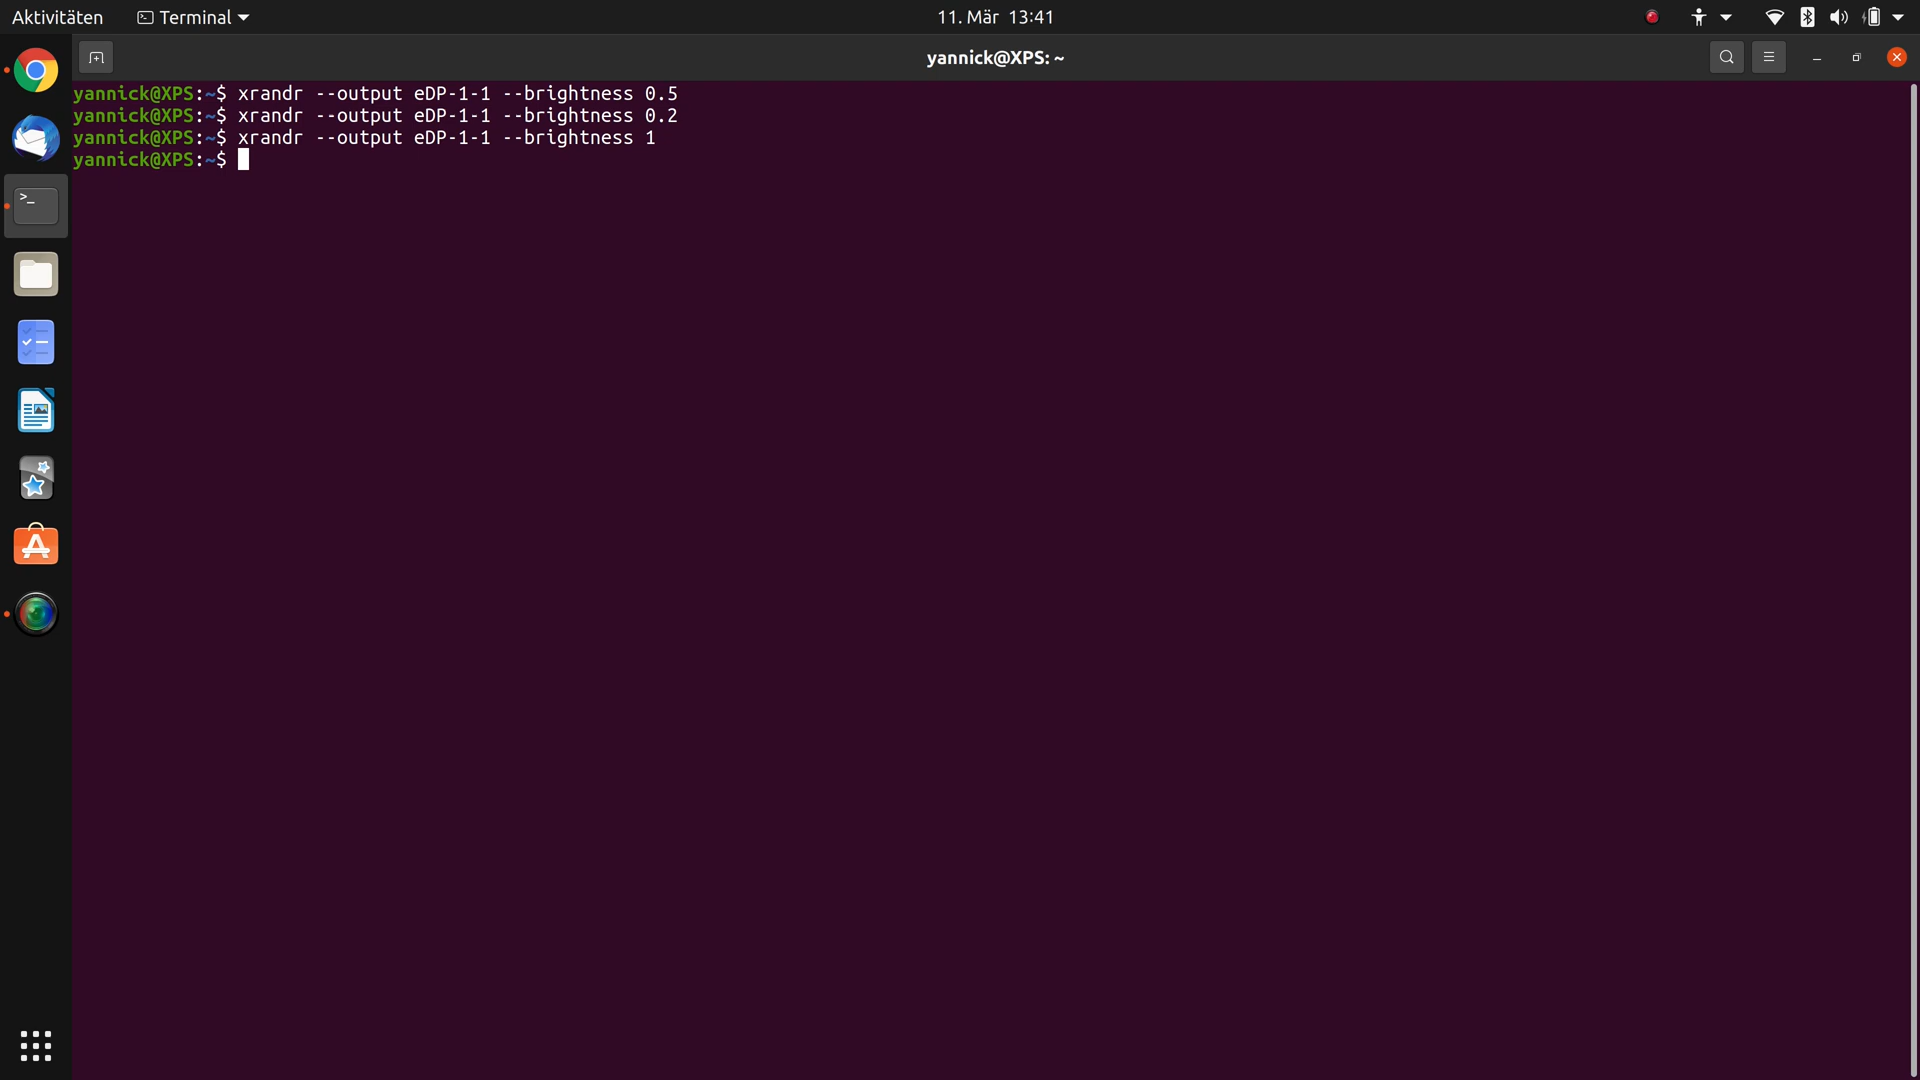 Aktivitäten Terminal 11. Mär 13:41
yannick@XPS: ~
yannick@XPS:~$ xrandr --output eDP-1-1 --brightness 0.5
yannick@XPS:~$ xrandr --output eDP-1-1 --brightness 0.2
yannick@XPS:~$ xrandr --output eDP-1-1 --brightness 1
yannick@XPS:~$